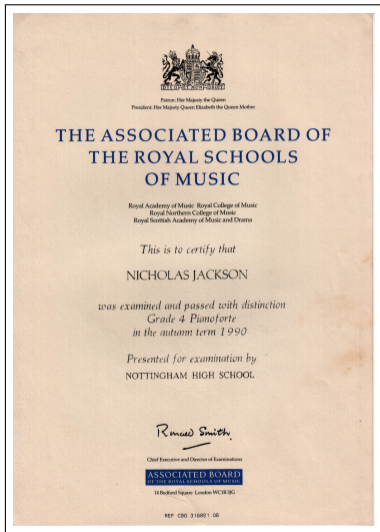 Patron: Her Majesty the Queen
President: Her Majesty Queen Elizabeth the Queen Mother
THE ASSOCIATED BOARD OF
THE ROYAL SCHOOLS
OF MUSIC
Royal Academy of Music Royal College of Music
Royal Northern College of Music
Royal Scottish Academy of Music and Drama
This is to certify that
NICHOLAS JACKSON
was examined and passed with distinction
Grade 4 Pianoforte
in the autumn term 1990
Presented for examination by
NOTTINGHAM HIGH SCHOOL
Ronald Smith
Chief Executive and Director of Examinations
ASSOCIATED BOARD
OF THE ROYAL SCHOOLS OF MUSIC
14 Bedford Square London WC1B 3JG